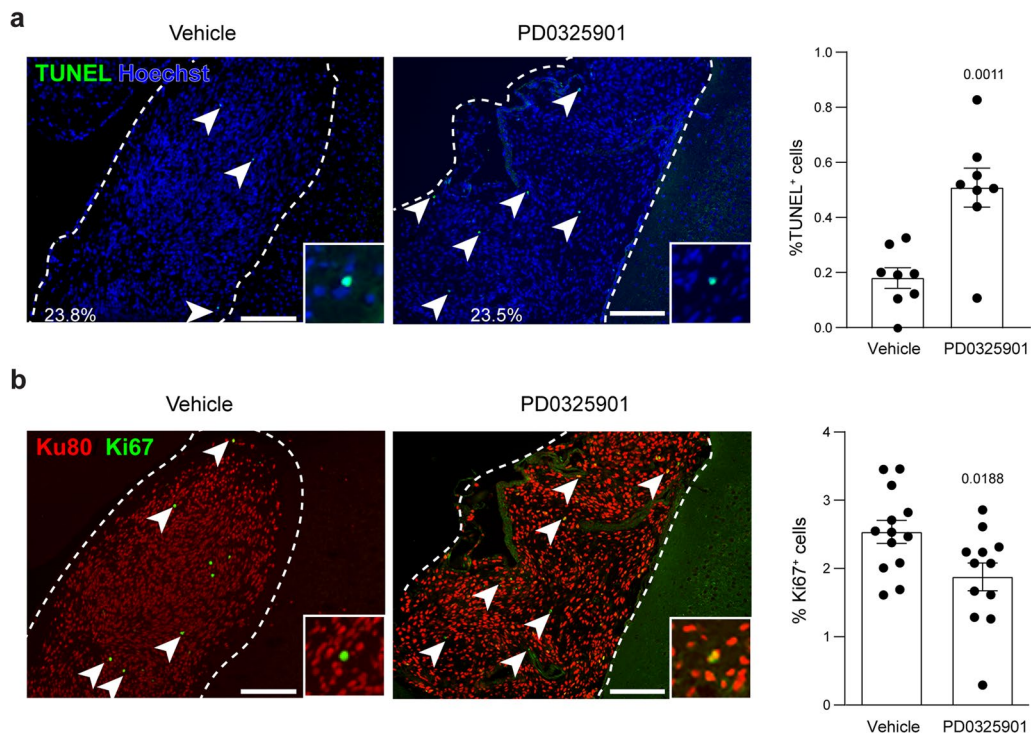 a
Vehicle
PD0325901
TUNEL Hoechst
23.8%
23.5%
%TUNEL⁺ cells
1.0
0.8
0.6
0.4
0.2
0.0
0.0011
Vehicle
PD0325901
b
Vehicle
PD0325901
Ku80 Ki67
% Ki67⁺ cells
4
3
2
1
0
0.0188
Vehicle
PD0325901